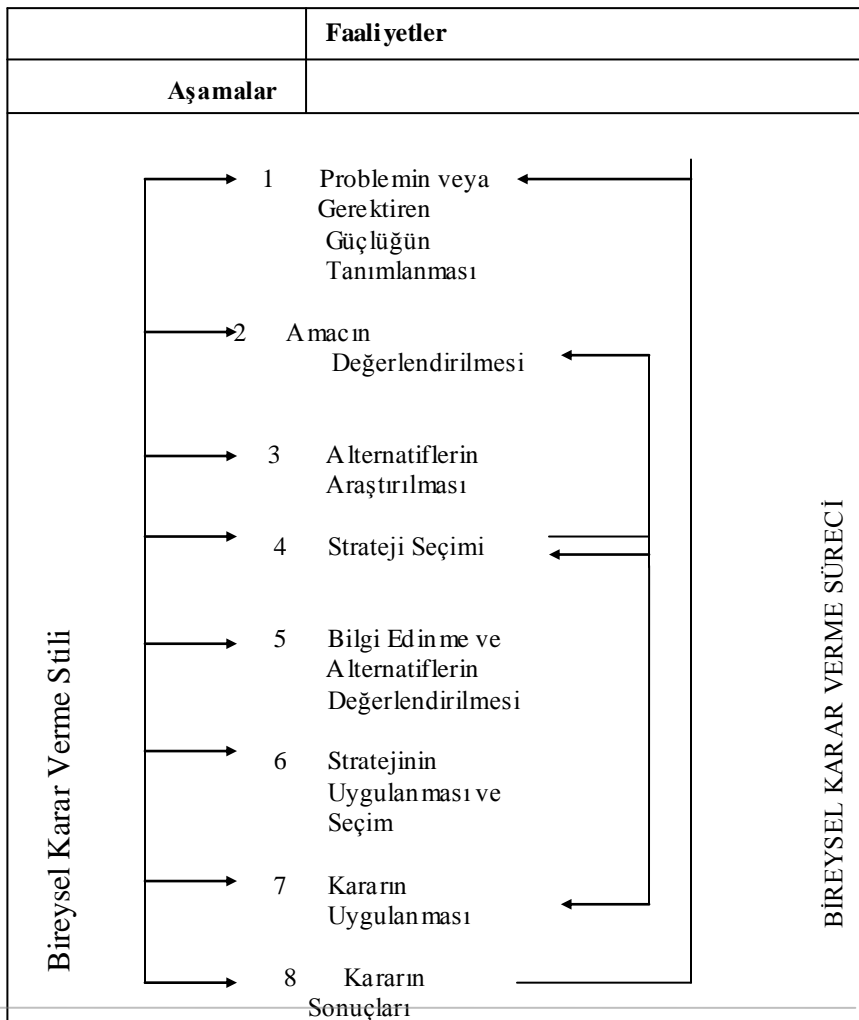 Faaliyetler
Aşamalar
1 Problemin veya
Gerektiren
Güçlüğün
Tanımlanması
2 Amacın
Değerlendirilmesi
3 Alternatiflerin
Araştırılması
4 Strateji Seçimi
5 Bilgi Edinme ve
Alternatiflerin
Değerlendirilmesi
6 Stratejinin
Uygulanması ve
Seçim
7 Kararın
Uygulanması
8 Kararın
Sonuçları
Bireysel Karar Verme Stili
BİREYSEL KARAR VERME SÜRECİ